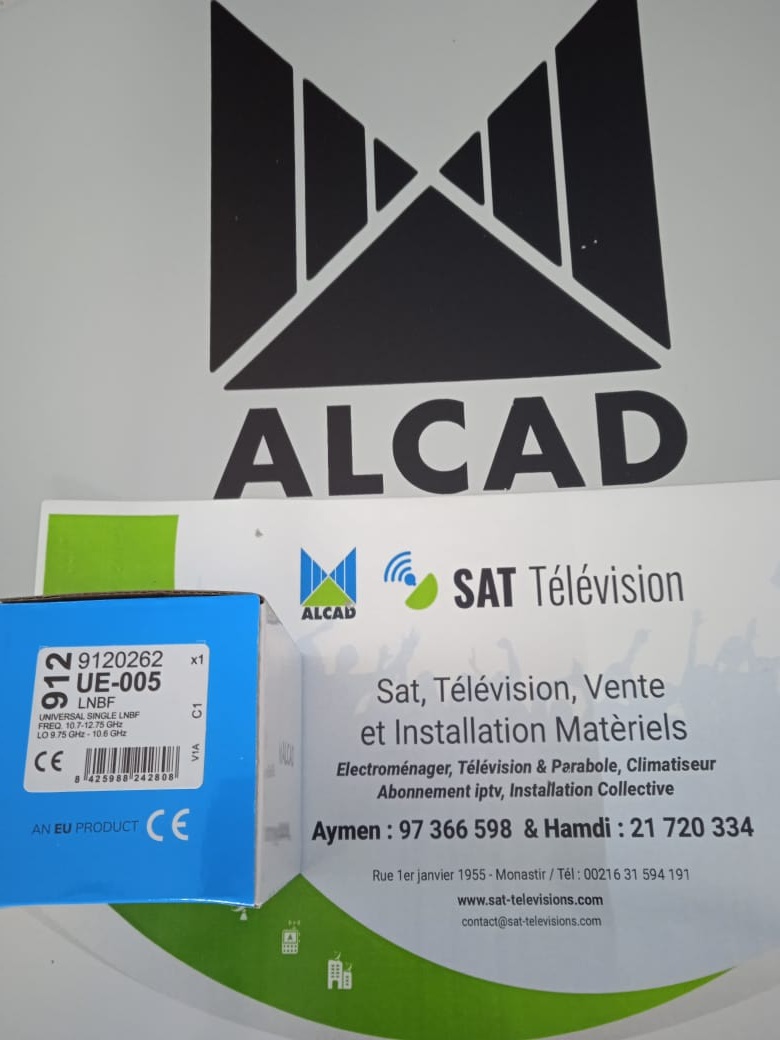 ALCAD
ALCAD
SAT Télévision
912
9120262
x1
UE-005
LNBF
UNIVERSAL SINGLE LNBF
FREQ. 10.7-12.75 GHz
LO 9.75 GHz - 10.6 GHz
C1
V1A
CE
8 425988 242808
AN EU PRODUCT CE
ALCAD
Sat, Télévision, Vente
et Installation Matèriels
Electroménager, Télévision & Parabole, Climatiseur
Abonnement iptv, Installation Collective
Aymen : 97 366 598 & Hamdi : 21 720 334
Rue 1er janvier 1955 - Monastir / Tél : 00216 31 594 191
www.sat-televisions.com
contact@sat-televisions.com